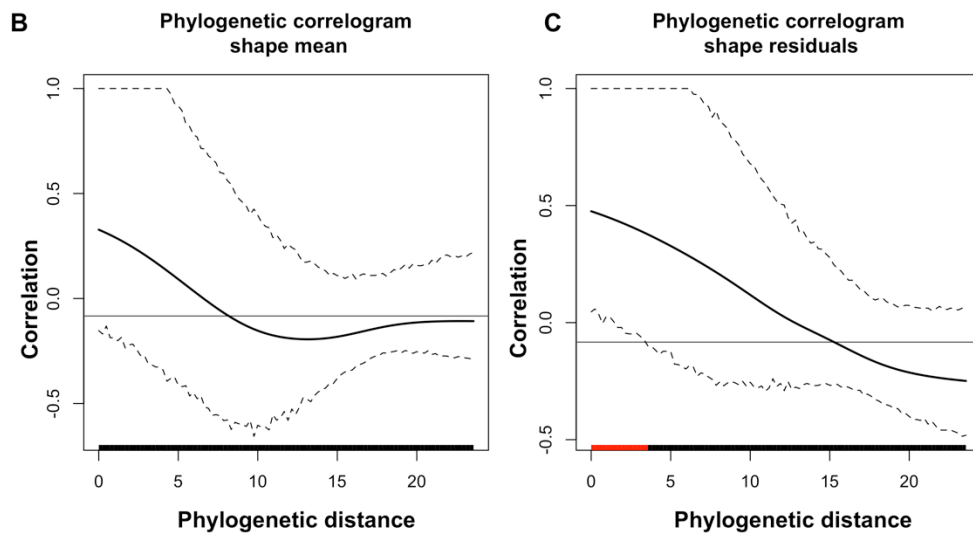 B
Phylogenetic correlogram
shape mean
Correlation
1.0
0.5
0.0
-0.5
0
5
10
15
20
Phylogenetic distance
C
Phylogenetic correlogram
shape residuals
Correlation
1.0
0.5
0.0
-0.5
0
5
10
15
20
Phylogenetic distance